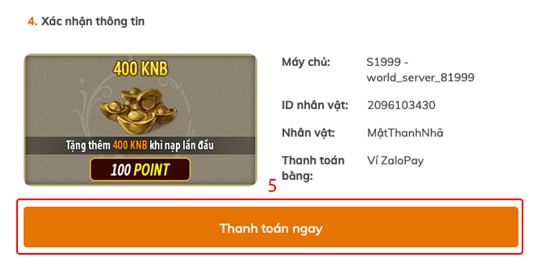 4. Xác nhận thông tin
400 KNB
Tặng thêm 400 KNB khi nạp lần đầu
100 POINT
Máy chủ: S1999 -
world_server_81999
ID nhân vật: 2096103430
Nhân vật: MậtThanhNhã
Thanh toán Ví ZaloPay
bằng:
5
Thanh toán ngay